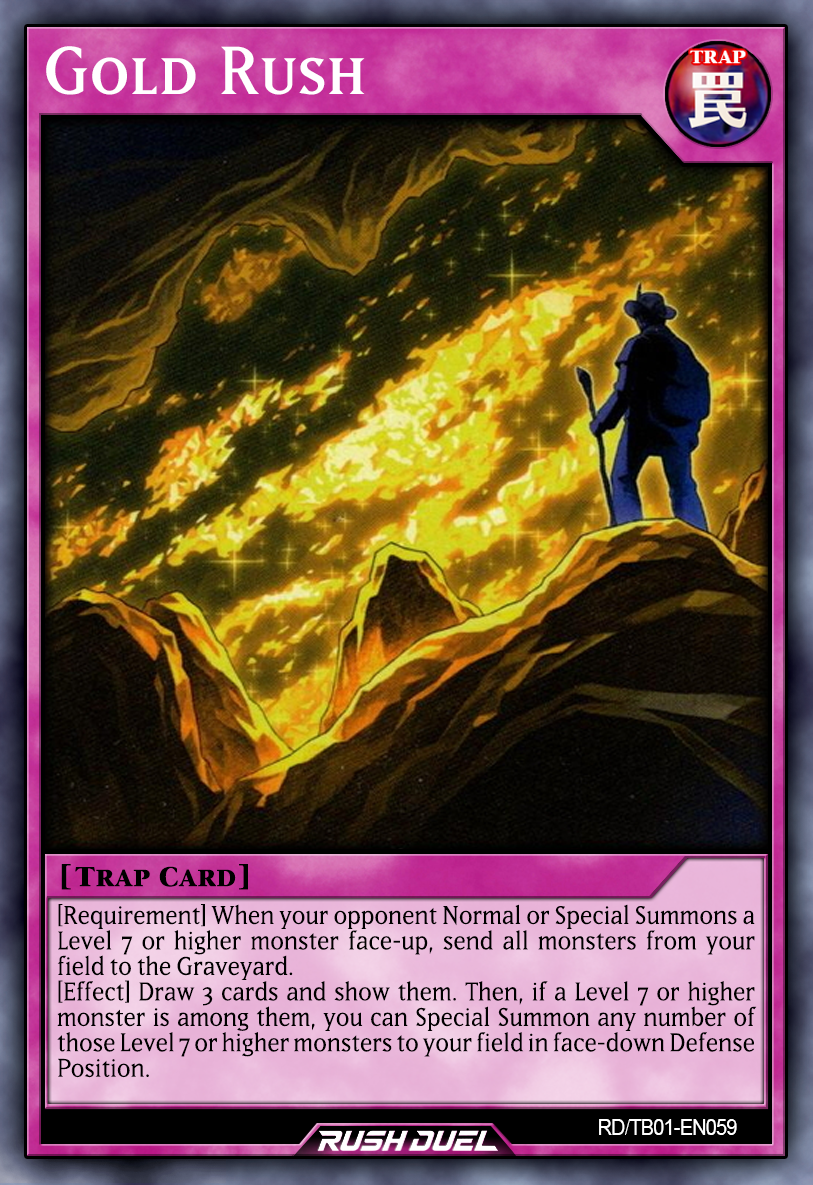 Gold Rush
TRAP
罠
[Trap Card]
[Requirement] When your opponent Normal or Special Summons a
Level 7 or higher monster face-up, send all monsters from your
field to the Graveyard.
[Effect] Draw 3 cards and show them. Then, if a Level 7 or higher
monster is among them, you can Special Summon any number of
those Level 7 or higher monsters to your field in face-down Defense
Position.
RD/TB01-EN059
RUSH DUEL